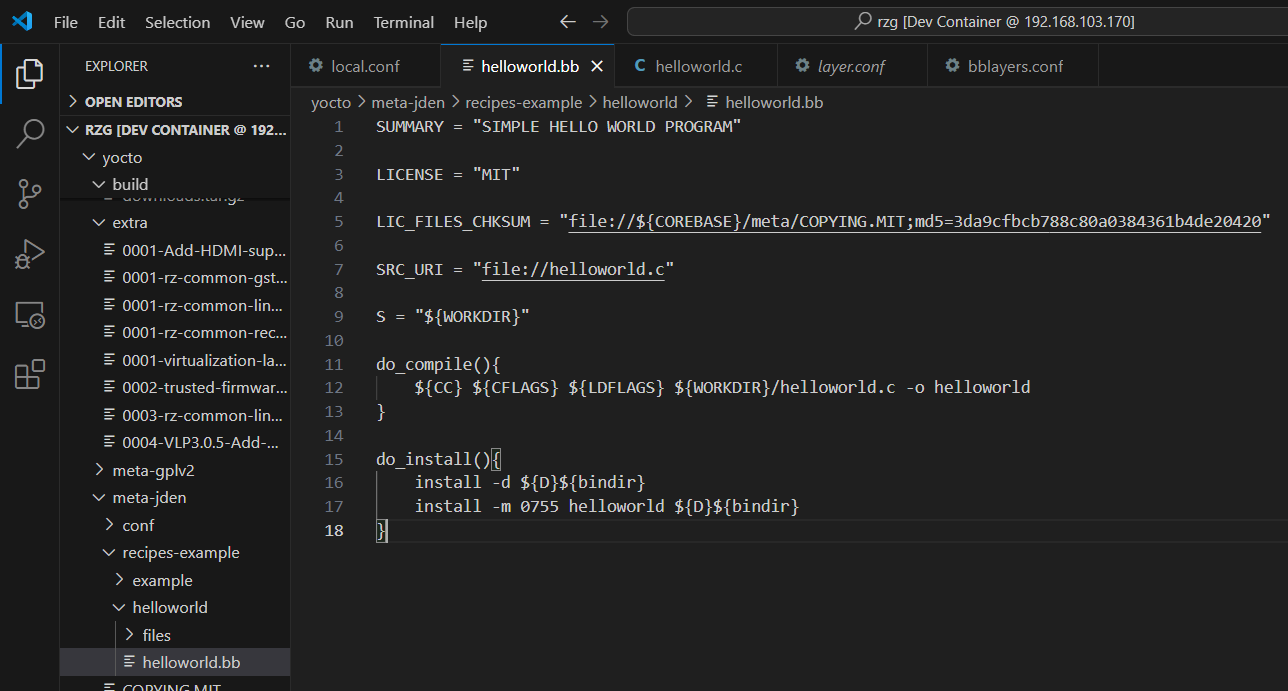 File Edit Selection View Go Run Terminal Help
rzg [Dev Container @ 192.168.103.170]
EXPLORER
OPEN EDITORS
RZG [DEV CONTAINER @ 192...
yocto
build
downloads.tar.gz
extra
0001-Add-HDMI-sup...
0001-rz-common-gst...
0001-rz-common-lin...
0001-rz-common-rec...
0001-virtualization-la...
0002-trusted-firmwar...
0003-rz-common-lin...
0004-VLP3.0.5-Add-...
meta-gplv2
meta-jden
conf
recipes-example
example
helloworld
files
helloworld.bb
COPYING.MIT
local.conf helloworld.bb C helloworld.c layer.conf bblayers.conf
yocto > meta-jden > recipes-example > helloworld > helloworld.bb
1 SUMMARY = "SIMPLE HELLO WORLD PROGRAM"
2
3 LICENSE = "MIT"
4
5 LIC_FILES_CHKSUM = "file://${COREBASE}/meta/COPYING.MIT;md5=3da9cfbcb788c80a0384361b4de20420"
6
7 SRC_URI = "file://helloworld.c"
8
9 S = "${WORKDIR}"
10
11 do_compile(){
12 ${CC} ${CFLAGS} ${LDFLAGS} ${WORKDIR}/helloworld.c -o helloworld
13 }
14
15 do_install(){
16 install -d ${D}${bindir}
17 install -m 0755 helloworld ${D}${bindir}
18 }